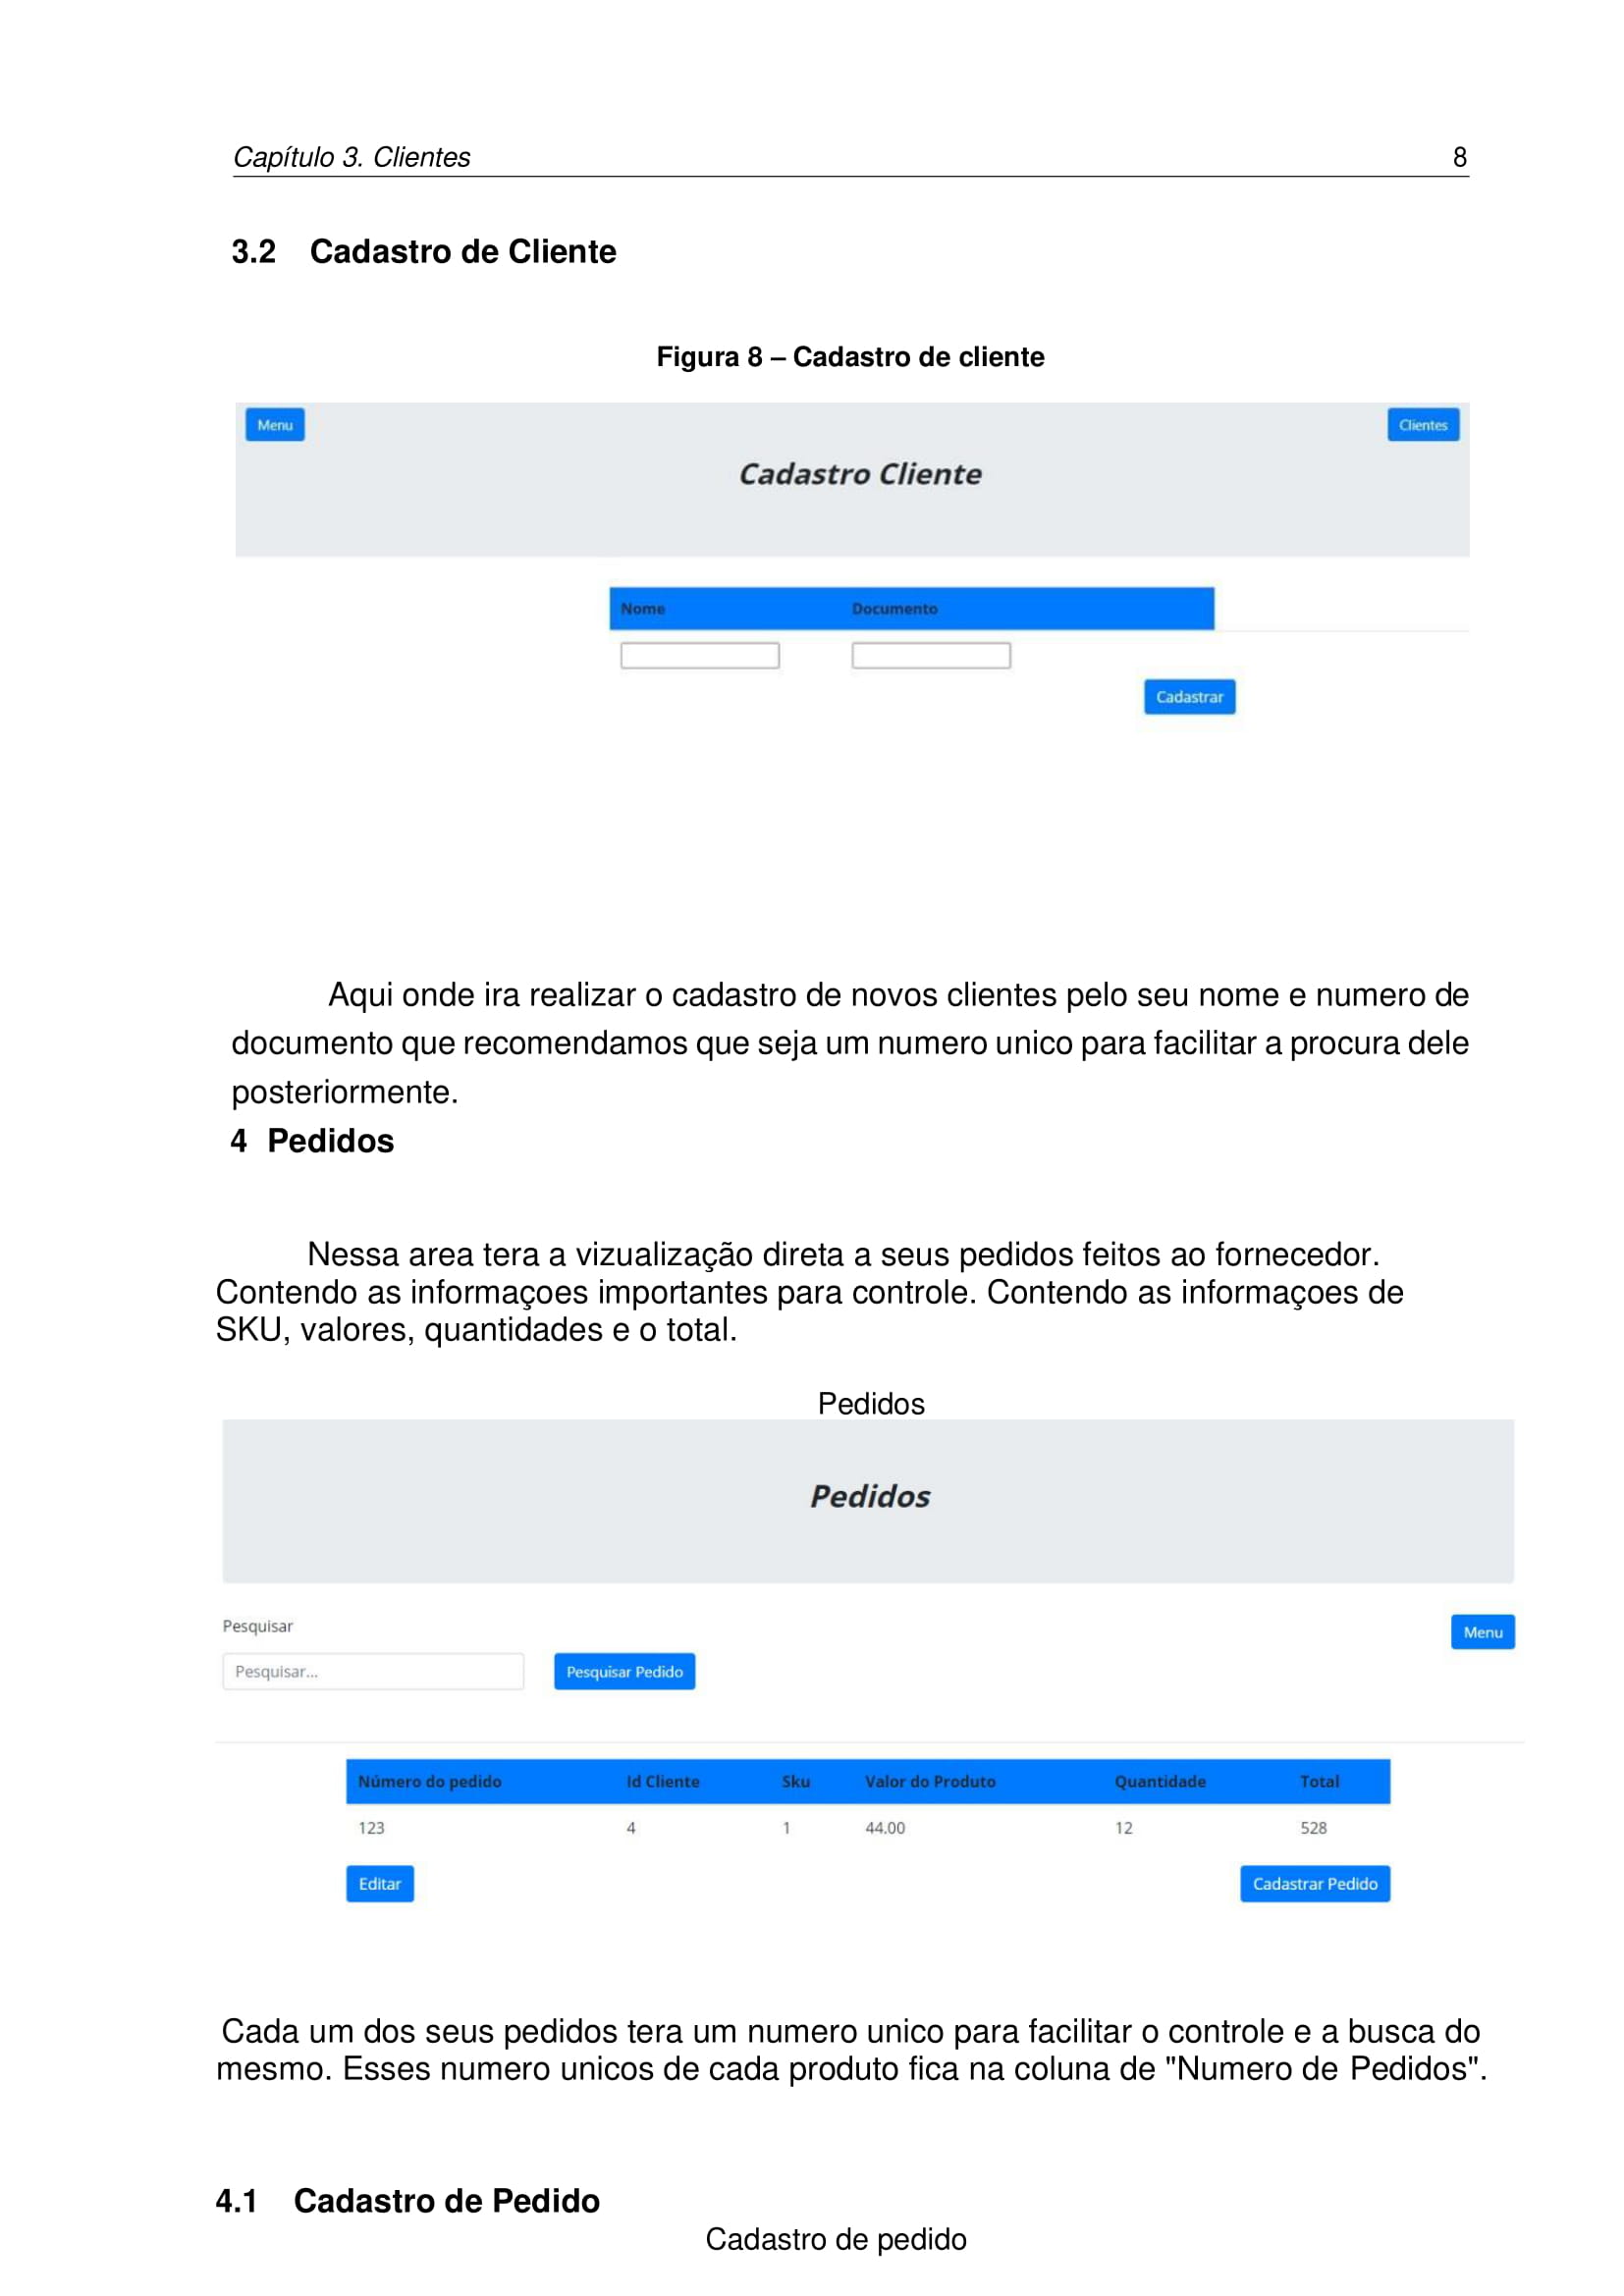 Capítulo 3. Clientes 8
3.2 Cadastro de Cliente
Figura 8 – Cadastro de cliente
Menu Clientes
Cadastro Cliente
Nome Documento
Cadastrar
Aqui onde ira realizar o cadastro de novos clientes pelo seu nome e numero de
documento que recomendamos que seja um numero unico para facilitar a procura dele
posteriormente.
4 Pedidos
Nessa area tera a vizualização direta a seus pedidos feitos ao fornecedor.
Contendo as informaçoes importantes para controle. Contendo as informaçoes de
SKU, valores, quantidades e o total.
Pedidos
Pedidos
Pesquisar
Menu
Pesquisar... Pesquisar Pedido
Número do pedido Id Cliente Sku Valor do Produto Quantidade Total
123 4 1 44.00 12 528
Editar Cadastrar Pedido
Cada um dos seus pedidos tera um numero unico para facilitar o controle e a busca do
mesmo. Esses numero unicos de cada produto fica na coluna de "Numero de Pedidos".
4.1 Cadastro de Pedido
Cadastro de pedido